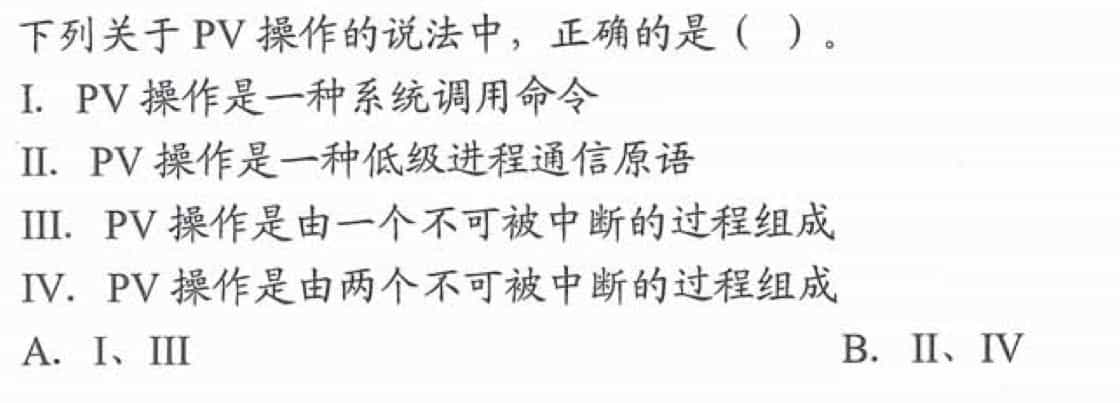 下列关于 PV 操作的说法中，正确的是（ ）。
I. PV 操作是一种系统调用命令
II. PV 操作是一种低级进程通信原语
III. PV 操作是由一个不可被中断的过程组成
IV. PV 操作是由两个不可被中断的过程组成
A. I、III B. II、IV